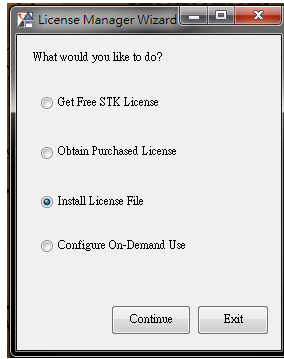 License Manager Wizard
What would you like to do?
Get Free STK License
Obtain Purchased License
Install License File
Configure On-Demand Use
Continue Exit